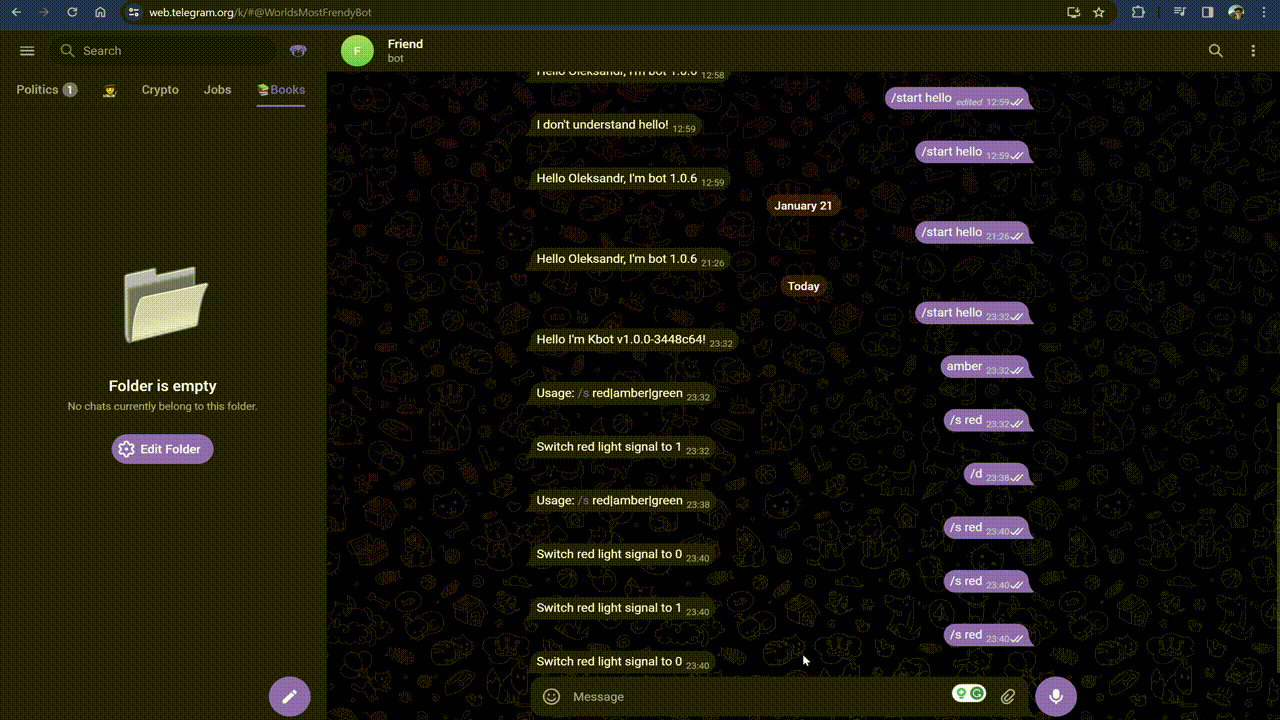 web.telegram.org/k/#@WorldsMostFrendyBot
Search
Politics 1
Crypto
Jobs
📚Books
Folder is empty
No chats currently belong to this folder.
Edit Folder
F
Friend
bot
Hello Oleksandr, I'm bot 1.0.6 12:58
/start hello edited 12:59
I don't understand hello! 12:59
/start hello 12:59
Hello Oleksandr, I'm bot 1.0.6 12:59
January 21
/start hello 21:26
Hello Oleksandr, I'm bot 1.0.6 21:26
Today
/start hello 23:32
Hello I'm Kbot v1.0.0-3448c64! 23:32
amber 23:32
Usage: /s red|amber|green 23:32
/s red 23:32
Switch red light signal to 1 23:32
/d 23:38
Usage: /s red|amber|green 23:38
/s red 23:40
Switch red light signal to 0 23:40
/s red 23:40
Switch red light signal to 1 23:40
/s red 23:40
Switch red light signal to 0 23:40
Message